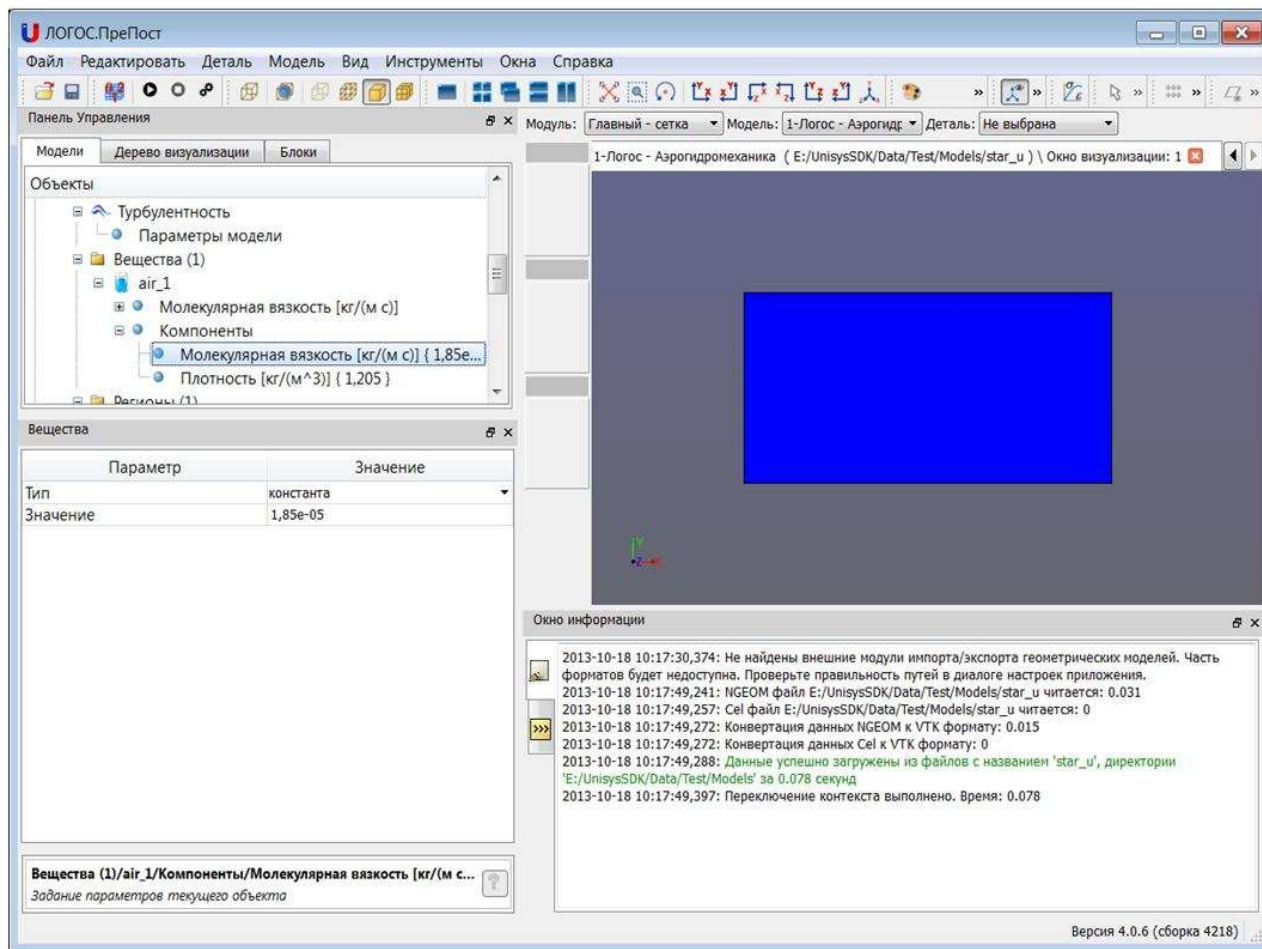 ЛОГОС.ПреПост
Файл Редактировать Деталь Модель Вид Инструменты Окна Справка
Панель Управления
Модуль: Главный - сетка Модель: 1-Логос - Аэрогидр Деталь: Не выбрана
Модели Дерево визуализации Блоки
1-Логос - Аэрогидромеханика ( E:/UnisysSDK/Data/Test/Models/star_u ) \ Окно визуализации: 1
Объекты
Турбулентность
Параметры модели
Вещества (1)
air_1
Молекулярная вязкость [кг/(м с)]
Компоненты
Молекулярная вязкость [кг/(м с)] { 1,85e...
Плотность [кг/(м^3)] { 1,205 }
Регионы (1)
Вещества
Параметр Значение
Тип константа
Значение 1,85e-05
Y
Z X
Окно информации
2013-10-18 10:17:30,374: Не найдены внешние модули импорта/экспорта геометрических моделей. Часть
форматов будет недоступна. Проверьте правильность путей в диалоге настроек приложения.
2013-10-18 10:17:49,241: NGEOM файл E:/UnisysSDK/Data/Test/Models/star_u читается: 0.031
2013-10-18 10:17:49,257: Cel файл E:/UnisysSDK/Data/Test/Models/star_u читается: 0
2013-10-18 10:17:49,272: Конвертация данных NGEOM к VTK формату: 0.015
2013-10-18 10:17:49,272: Конвертация данных Cel к VTK формату: 0
2013-10-18 10:17:49,288: Данные успешно загружены из файлов с названием 'star_u', директории
'E:/UnisysSDK/Data/Test/Models' за 0.078 секунд
2013-10-18 10:17:49,397: Переключение контекста выполнено. Время: 0.078
Вещества (1)/air_1/Компоненты/Молекулярная вязкость [кг/(м с...
Задание параметров текущего объекта
Версия 4.0.6 (сборка 4218)